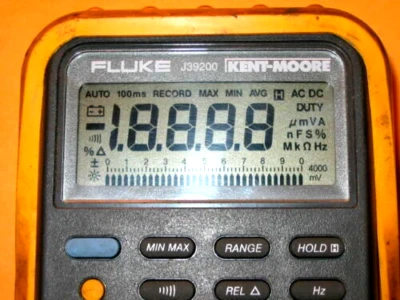 FLUKE J39200 KENT-MOORE
AUTO 100ms RECORD MAX MIN AVG H AC DC
DUTY
-1.8.8.8.8 µmVA
nFS%
%Δ MkΩHz
± 0 1 2 3 4 5 6 7 8 9 0 4000
mV
MIN MAX RANGE HOLD H
REL Δ Hz